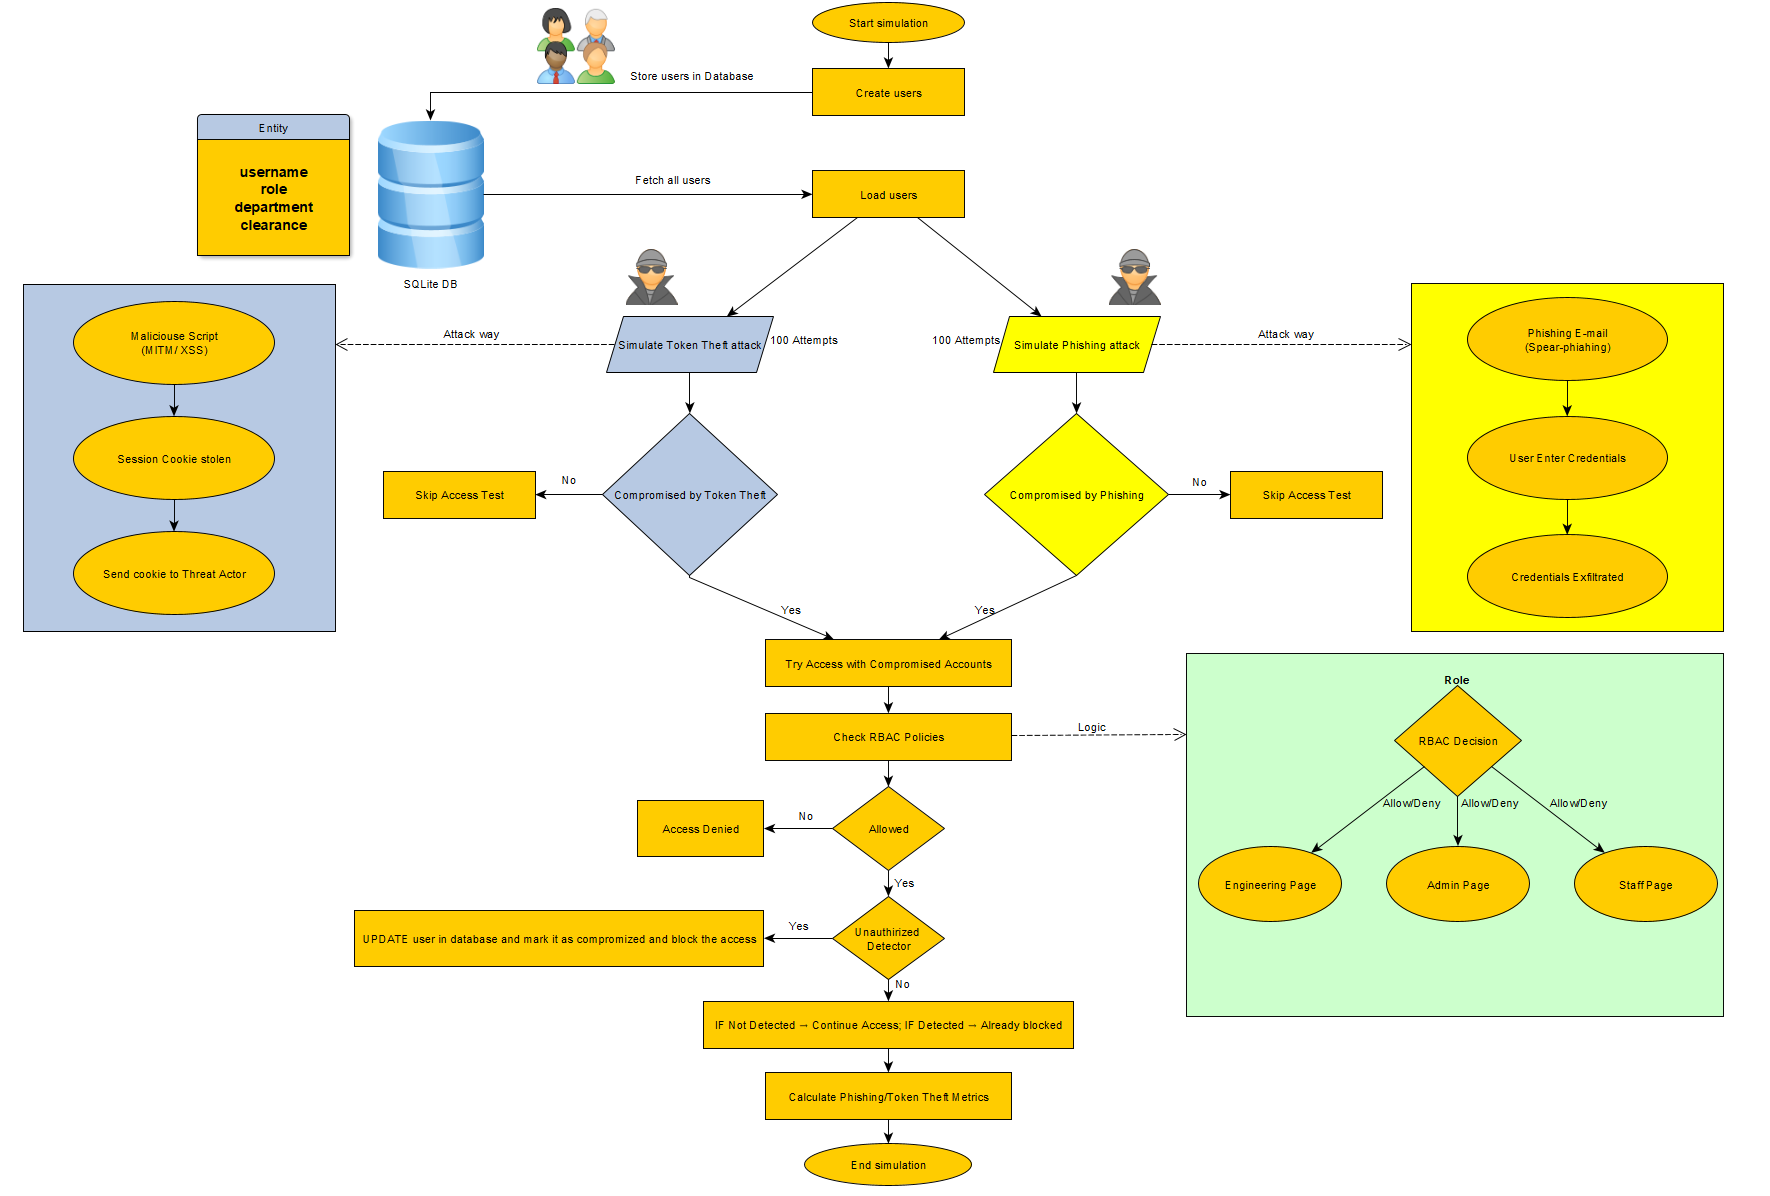 Start simulation
Store users in Database
Create users
Entity
username
role
department
clearance
Fetch all users
Load users
SQLite DB
Maliciouse Script
(MITM/ XSS)
Session Cookie stolen
Send cookie to Threat Actor
Attack way
Simulate Token Theft attack
100 Attempts
100 Attempts
Simulate Phishing attack
Attack way
Phishing E-mail
(Spear-phiahing)
User Enter Credentials
Credentials Exfiltrated
Skip Access Test
No
Compromised by Token Theft
Compromised by Phishing
No
Skip Access Test
Yes
Yes
Try Access with Compromised Accounts
Check RBAC Policies
Logic
Role
RBAC Decision
Allow/Deny
Allow/Deny
Allow/Deny
Engineering Page
Admin Page
Staff Page
Access Denied
No
Allowed
Yes
UPDATE user in database and mark it as compromized and block the access
Yes
Unauthirized
Detector
No
IF Not Detected → Continue Access; IF Detected → Already blocked
Calculate Phishing/Token Theft Metrics
End simulation